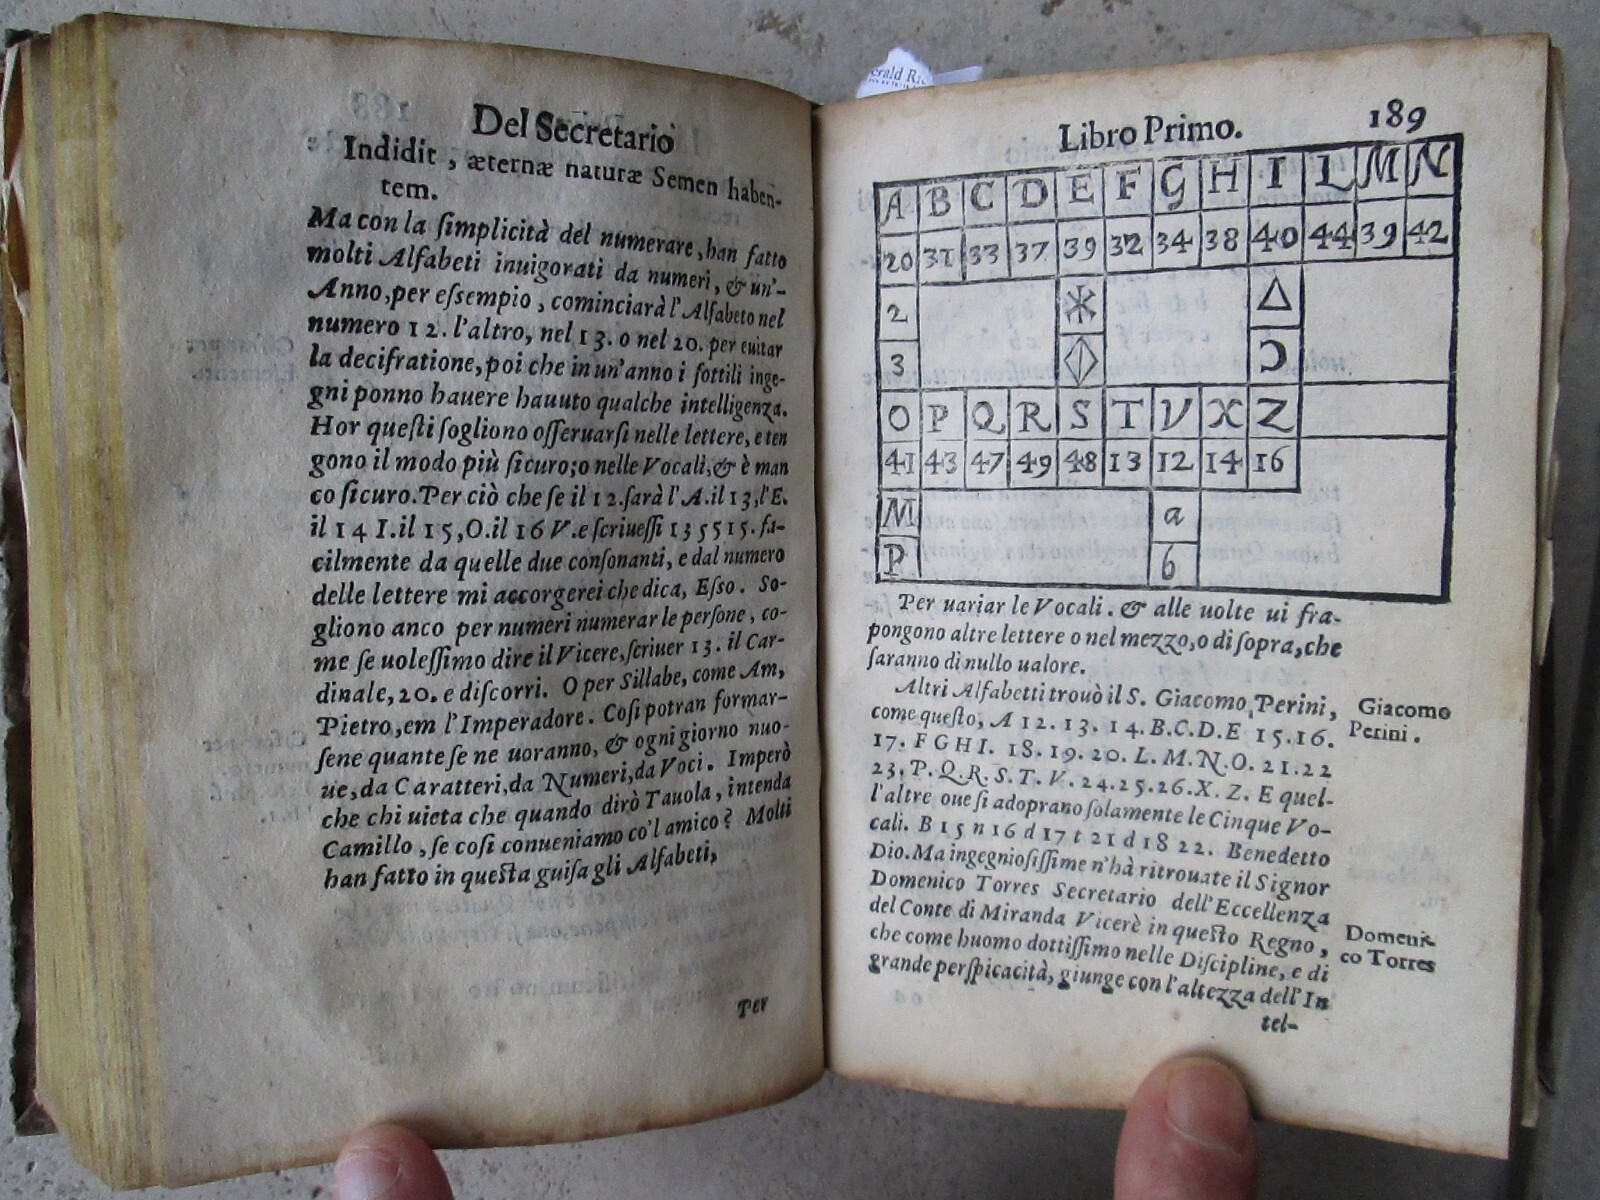 Del Secretario
Indidit, æternæ naturæ Semen haben-
tem.
Ma con la ſimplicità del numerare, han fatto
molti Alfabeti inuigorati da numeri, & un'-
Anno, per eſsempio, cominciarà l'Alfabeto nel
numero 12. l'altro, nel 13. o nel 20. per euitar
la decifratione, poi che in un'anno i ſottili inge-
gni ponno hauere hauuto qualche intelligenza.
Hor queſti ſogliono oſſeruarſi nelle lettere, e ten
gono il modo più ſicuro; o nelle Vocali, & è man
co ſicuro. Per ciò che ſe il 12. ſarà l'A. il 13, l'E.
il 14 I. il 15, O. il 16 V. e ſcriueſſi 13 ſſ 15. fa-
cilmente da quelle due conſonanti, e dal numero
delle lettere mi accorgerei che dica, Eſso. So-
gliono anco per numeri numerar le perſone, co-
me ſe uoleſſimo dire il Vicere, ſcriuer 13. il Car-
dinale, 20. e diſcorri. O per Sillabe, come Am,
Pietro, em l'Imperadore. Coſi potran formar-
ſene quante ſe ne uoranno, & ogni giorno nuo-
ue, da Caratteri, da Numeri, da Voci. Imperò
che chi uieta che quando dirò Tauola, intenda
Camillo, ſe coſi conueniamo co'l amico? Molti
han fatto in queſta guiſa gli Alfabeti,
Per
Libro Primo. 189
A B C D E F G H I L M N
20 31 33 37 39 32 34 38 40 44 39 42
2 Δ
3 Ɔ
O P Q R S T V X Z
41 43 47 49 48 13 12 14 16
M a
P 6
Per uariar le Vocali. & alle uolte ui fra-
pongono altre lettere o nel mezzo, o di ſopra, che
ſaranno di nullo ualore.
Altri Alfabetti trouò il S. Giacomo Perini,
Giacomo
Perini.
come queſto, A 12. 13. 14. B. C. D. E 15. 16.
17. F G H I. 18. 19. 20. L. M. N. O. 21. 22
23. P. Q. R. S. T. V. 24. 25. 26. X. Z. E quel-
l'altre oue ſi adoprano ſolamente le Cinque Vo-
cali. B 15 n 16 d 17 t 21 d 18 22. Benedetto
Dio. Ma ingegnioſiſſime n'hà ritrouate il Signor
Domenico Torres Secretario dell'Eccellenza
del Conte di Miranda Vicerè in queſto Regno,
Domeni-
co Torres
che come huomo dottiſſimo nelle Diſcipline, e di
grande perſpicacità, giunge con l'altezza dell'In
tel-